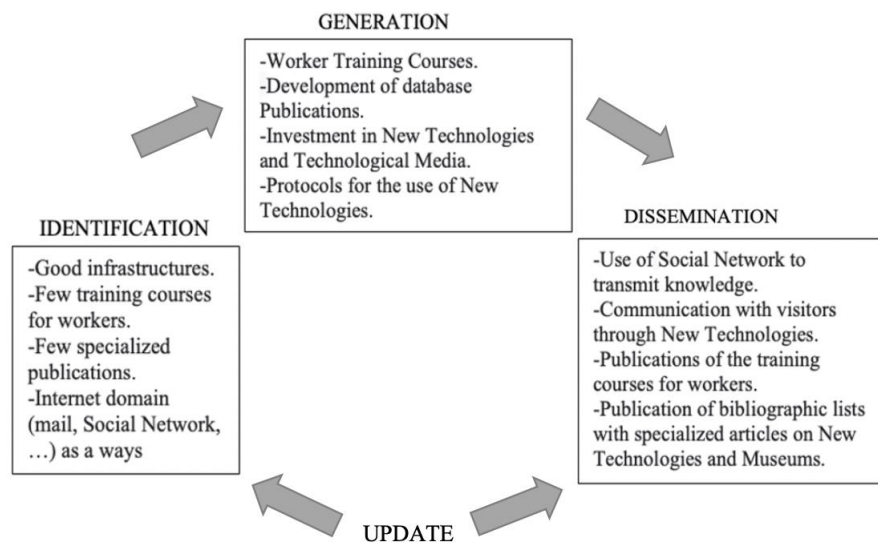 GENERATION
-Worker Training Courses.
-Development of database
Publications.
-Investment in New Technologies
and Technological Media.
-Protocols for the use of New
Technologies.
IDENTIFICATION
-Good infrastructures.
-Few training courses
for workers.
-Few specialized
publications.
-Internet domain
(mail, Social Network,
…) as a ways
DISSEMINATION
-Use of Social Network to
transmit knowledge.
-Communication with visitors
through New Technologies.
-Publications of the training
courses for workers.
-Publication of bibliographic lists
with specialized articles on New
Technologies and Museums.
UPDATE